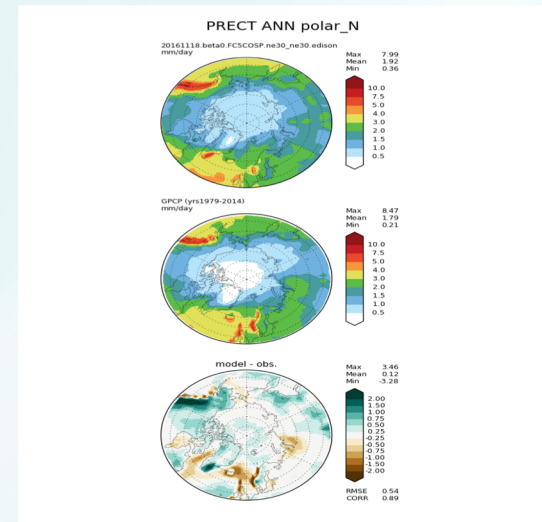 PRECT ANN polar_N
20161118.beta0.FC5COSP.ne30_ne30.edison
mm/day
Max 7.99
Mean 1.92
Min 0.36
10.0
7.5
5.0
4.0
3.0
2.0
1.5
1.0
0.5
GPCP (yrs1979-2014)
mm/day
Max 8.47
Mean 1.79
Min 0.21
10.0
7.5
5.0
4.0
3.0
2.0
1.5
1.0
0.5
model - obs.
Max 3.46
Mean 0.12
Min -3.28
2.00
1.50
1.00
0.75
0.50
0.25
-0.25
-0.50
-0.75
-1.00
-1.50
-2.00
RMSE 0.54
CORR 0.89